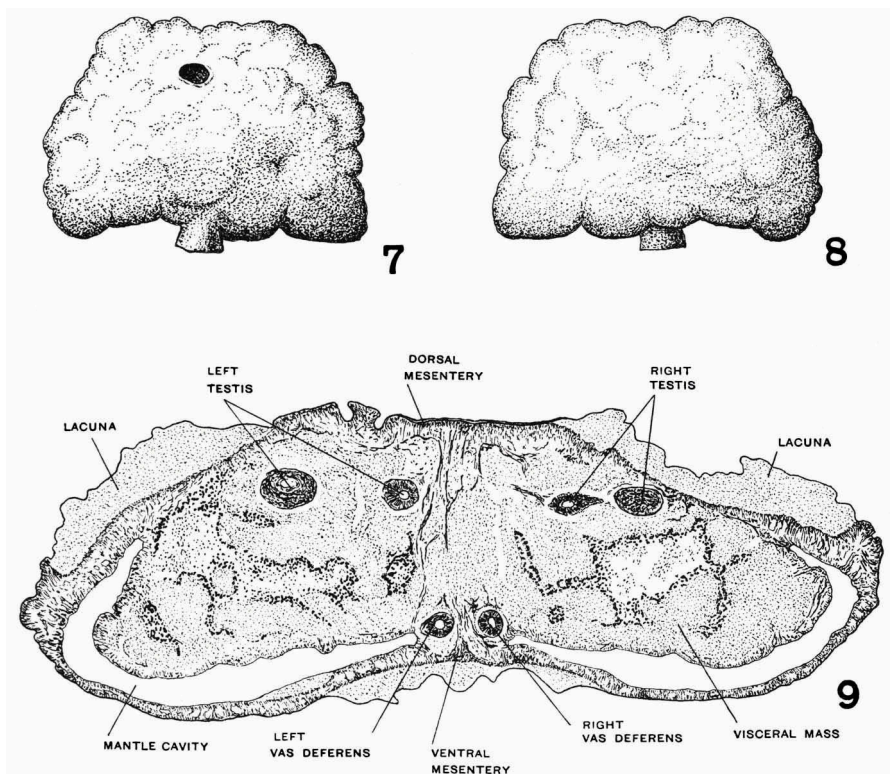 7
8
DORSAL
MESENTERY
LEFT
TESTIS
RIGHT
TESTIS
LACUNA
LACUNA
9
MANTLE CAVITY
LEFT
VAS DEFERENS
VENTRAL
MESENTERY
RIGHT
VAS DEFERENS
VISCERAL MASS